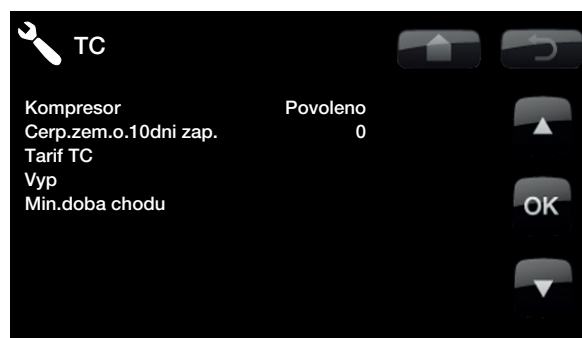 TC
Kompresor Povoleno
Cerp.zem.o.10dni zap. 0
Tarif TC
Vyp
Min.doba chodu
OK